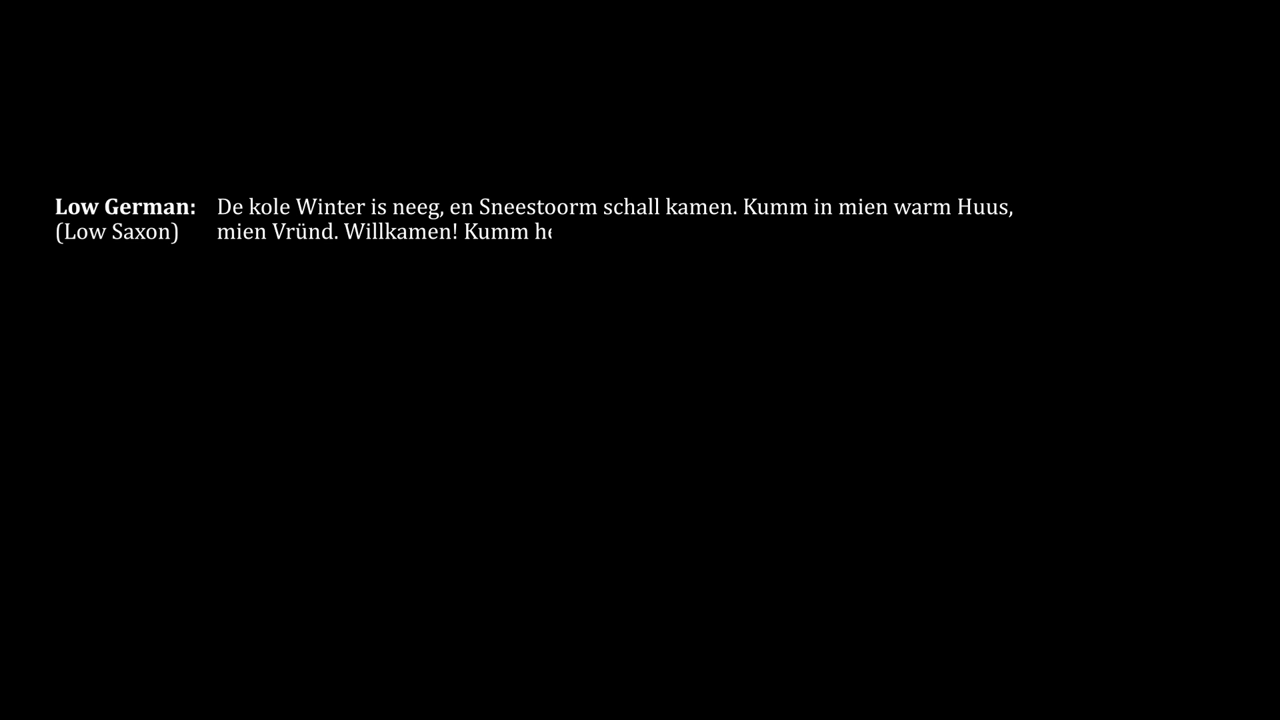 Low German: De kole Winter is neeg, en Sneestoorm schall kamen. Kumm in mien warm Huus,
(Low Saxon) mien Vründ. Willkamen! Kumm